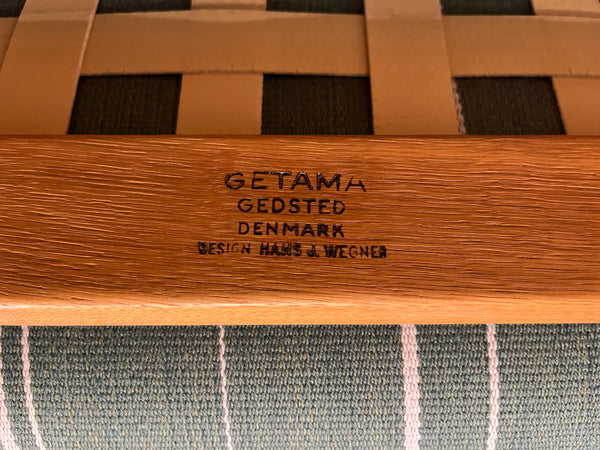 GETAMA
GEDSTED
DENMARK
DESIGN HANS J. WEGNER